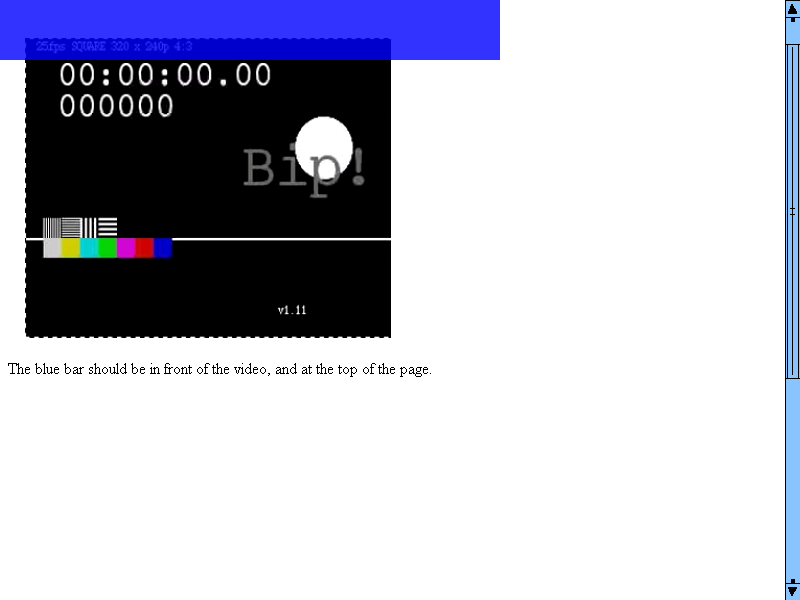 25fps SQUARE 320 x 240p 4:3
00:00:00.00
000000
Bip!
v1.11
The blue bar should be in front of the video, and at the top of the page.